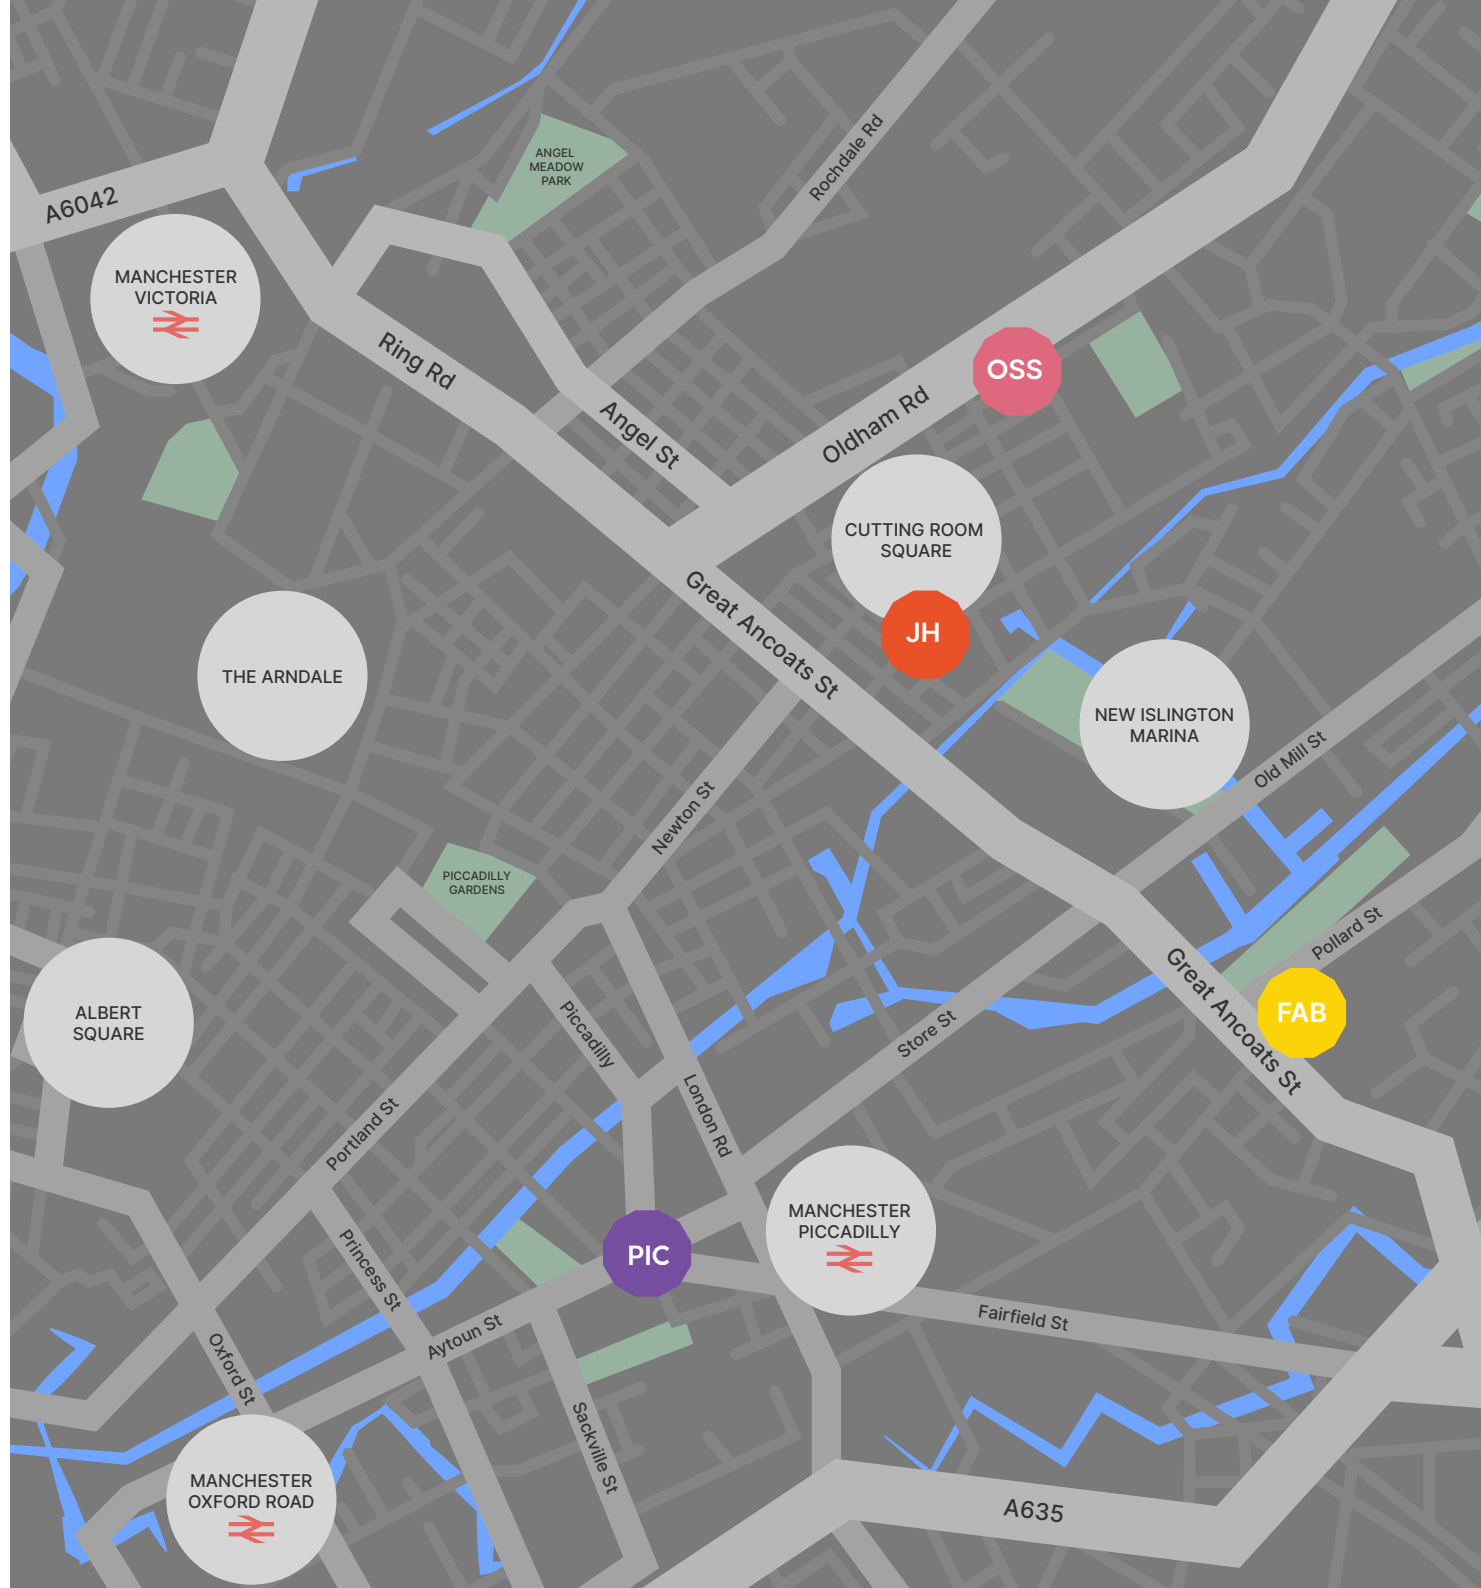 ANGEL
MEADOW
PARK
Rochdale Rd
A6042
MANCHESTER
VICTORIA
Ring Rd
OSS
Angel St
Oldham Rd
CUTTING ROOM
SQUARE
JH
Great Ancoats St
THE ARNDALE
NEW ISLINGTON
MARINA
Old Mill St
Newton St
PICCADILLY
GARDENS
Pollard St
Great Ancoats St
FAB
ALBERT
SQUARE
Piccadilly
Store St
London Rd
Portland St
MANCHESTER
PICCADILLY
PIC
Princess St
Fairfield St
Aytoun St
Oxford St
Sackville St
MANCHESTER
OXFORD ROAD
A635